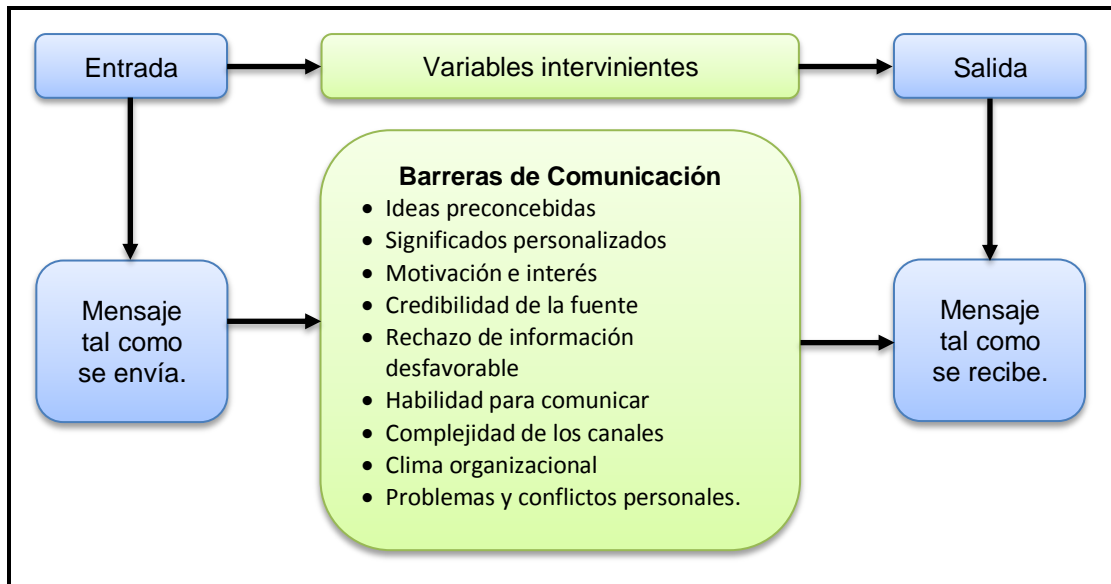 Entrada
Variables intervinientes
Salida
Mensaje
tal como
se envía.
Barreras de Comunicación
• Ideas preconcebidas
• Significados personalizados
• Motivación e interés
• Credibilidad de la fuente
• Rechazo de información
desfavorable
• Habilidad para comunicar
• Complejidad de los canales
• Clima organizacional
• Problemas y conflictos personales.
Mensaje
tal como
se recibe.